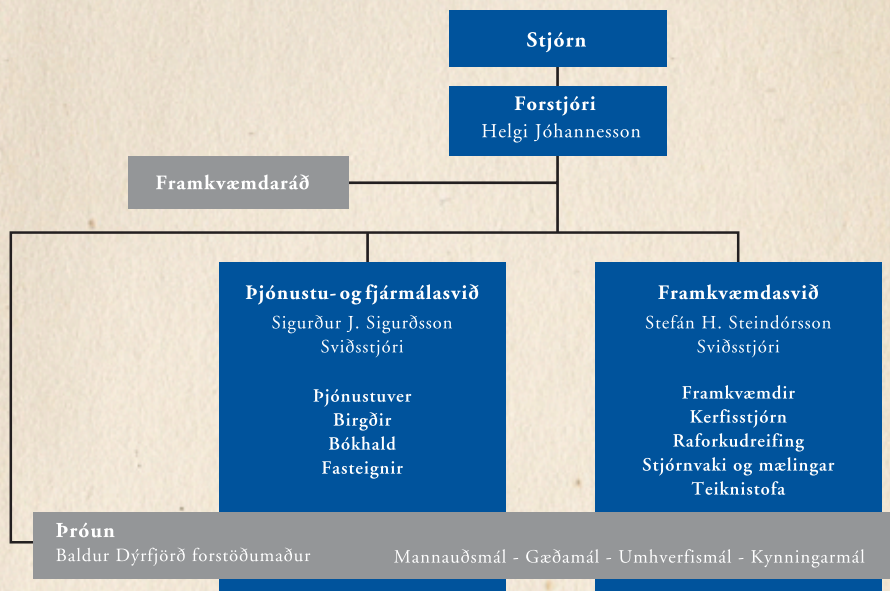 Stjórn
Forstjóri
Helgi Jóhannesson
Framkvæmdaráð
Þjónustu- og fjármálasvið
Sigurður J. Sigurðsson
Sviðsstjóri
Þjónustuver
Birgðir
Bókhald
Fasteignir
Framkvæmdasvið
Stefán H. Steindórsson
Sviðsstjóri
Framkvæmdir
Kerfisstjórn
Raforkudreifing
Stjórnvaki og mælingar
Teiknistofa
Þróun
Baldur Dýrfjörð forstöðumaður
Mannauðsmál - Gæðamál - Umhverfismál - Kynningarmál